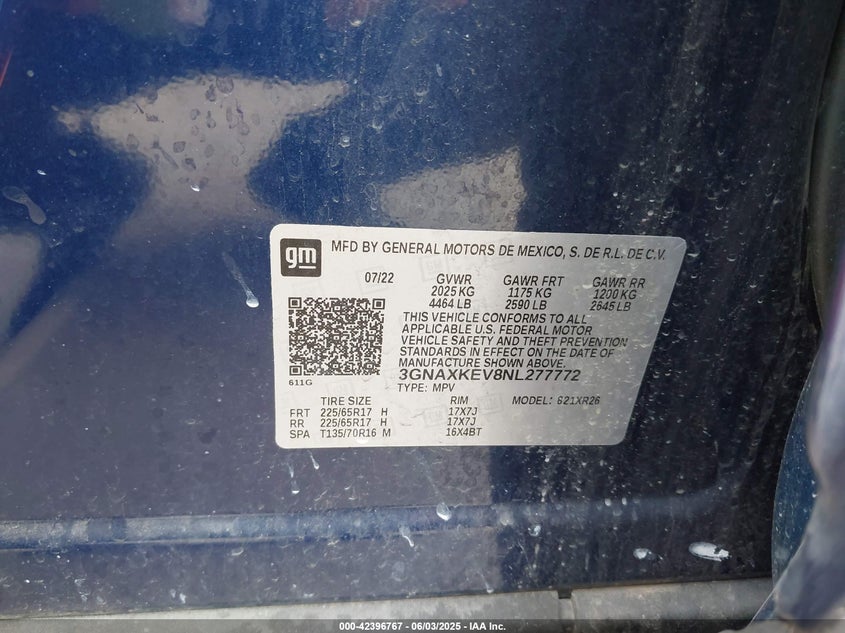 gm MFD BY GENERAL MOTORS DE MEXICO, S. DE R.L. DE C.V.
07/22 GVWR GAWR FRT GAWR RR
2025 KG 1175 KG 1200 KG
4464 LB 2590 LB 2645 LB
THIS VEHICLE CONFORMS TO ALL
APPLICABLE U.S. FEDERAL MOTOR
VEHICLE SAFETY AND THEFT PREVENTION
STANDARDS IN EFFECT ON THE DATE OF
MANUFACTURE SHOWN ABOVE.
611G 3GNAXKEV8NL277772
TYPE: MPV
TIRE SIZE RIM MODEL: 621XR26
FRT 225/65R17 H 17X7J
RR 225/65R17 H 17X7J
SPA T135/70R16 M 16X4BT
000-42396767 - 06/03/2025 - IAA Inc.